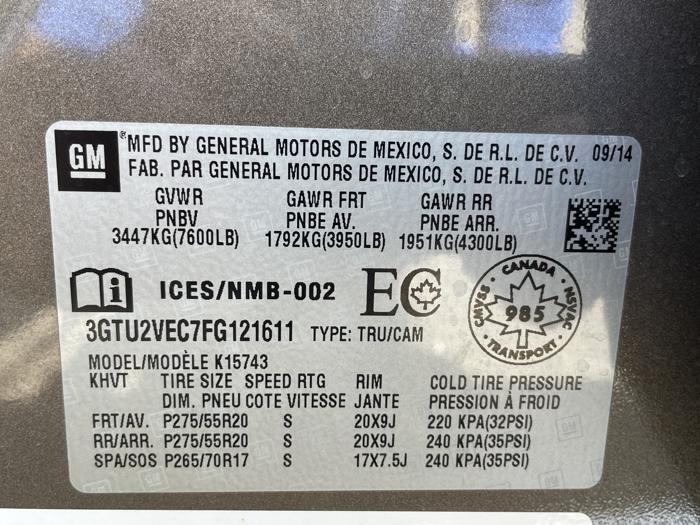 GM
®MFD BY GENERAL MOTORS DE MEXICO, S. DE R.L. DE C.V. 09/14
FAB. PAR GENERAL MOTORS DE MEXICO, S. DE R.L. DE C.V.
GVWR GAWR FRT GAWR RR
PNBV PNBE AV. PNBE ARR.
3447KG(7600LB) 1792KG(3950LB) 1951KG(4300LB)
i ICES/NMB-002 EC
CANADA
CMVSS 985 NSVAC
TRANSPORT
3GTU2VEC7FG121611 TYPE: TRU/CAM
MODEL/MODÈLE K15743
KHVT TIRE SIZE SPEED RTG RIM COLD TIRE PRESSURE
DIM. PNEU COTE VITESSE JANTE PRESSION À FROID
FRT/AV. P275/55R20 S 20X9J 220 KPA(32PSI)
RR/ARR. P275/55R20 S 20X9J 240 KPA(35PSI)
SPA/SOS P265/70R17 S 17X7.5J 240 KPA(35PSI)